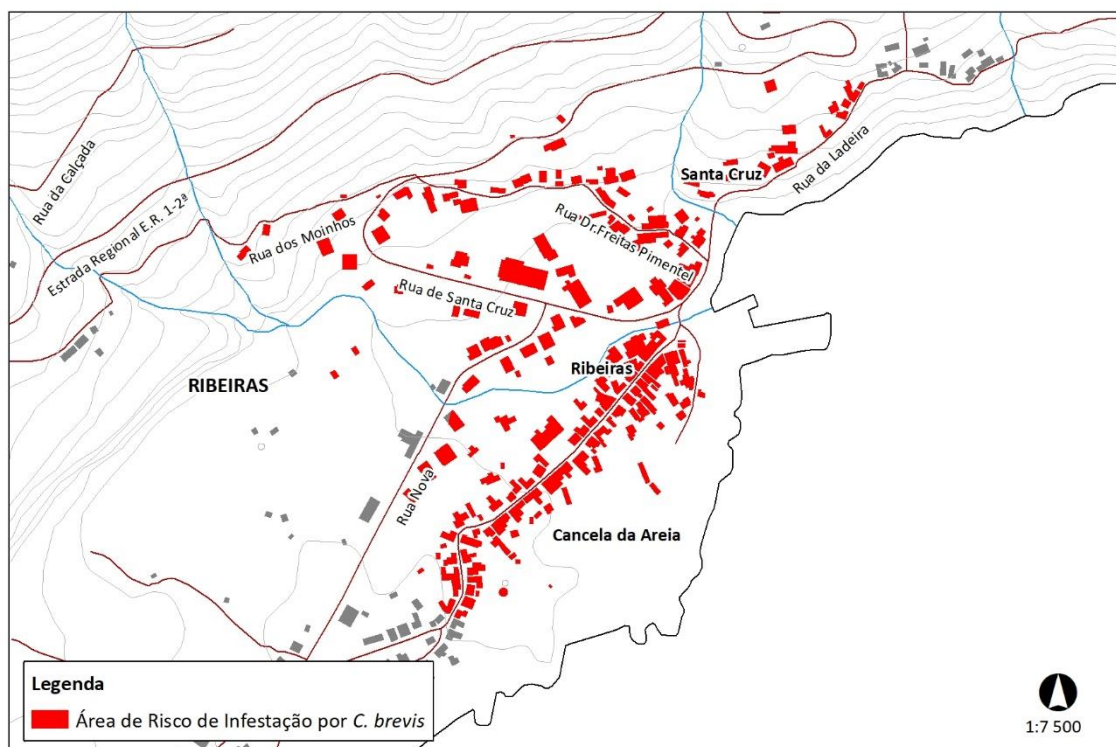 Rua da Calçada
Estrada Regional E.R. 1-2ª
Rua dos Moinhos
Santa Cruz
Rua da Ladeira
Rua Dr.Freitas Pimentel
Rua de Santa Cruz
RIBEIRAS
Ribeiras
Rua Nova
Cancela da Areia
Legenda
Área de Risco de Infestação por C. brevis
1:7 500